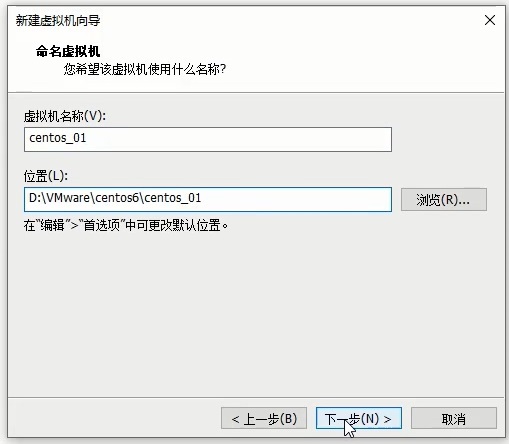 新建虚拟机向导
命名虚拟机
您希望该虚拟机使用什么名称?
虚拟机名称(V):
centos_01
位置(L):
D:\VMware\centos6\centos_01
浏览(R)...
在"编辑">"首选项"中可更改默认位置。
< 上一步(B)
下一步(N) >
取消